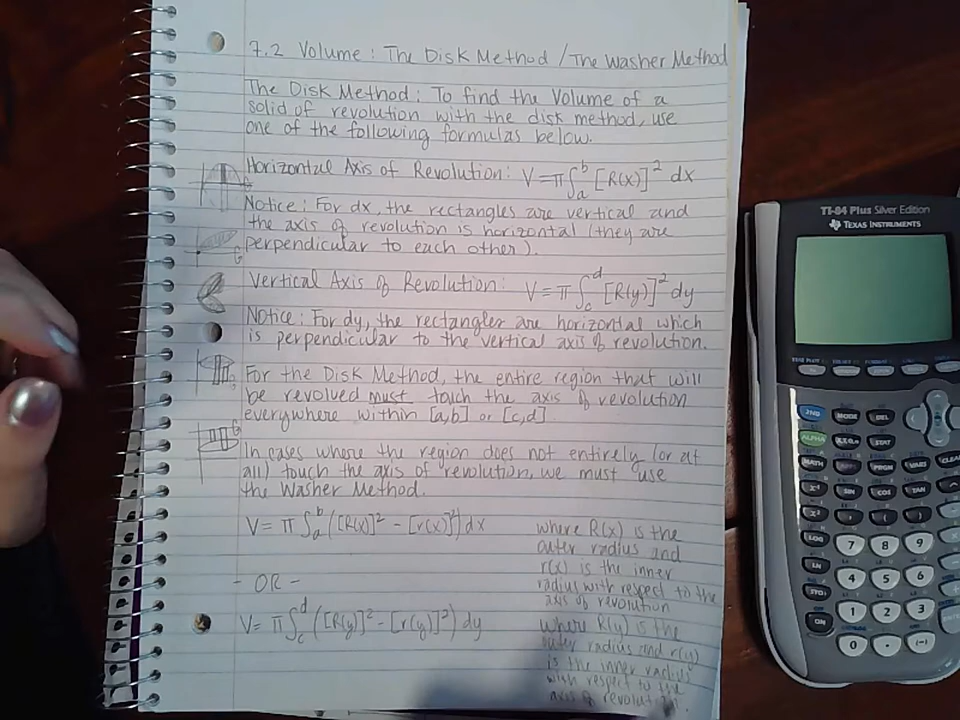 7.2 Volume: The Disk Method / The Washer Method
The Disk Method: To find the Volume of a
solid of revolution with the disk method, use
one of the following formulas below.
Horizontal Axis of Revolution: V=π∫ₐᵇ [R(x)]² dx
Notice: For dx, the rectangles are vertical and
the axis of revolution is horizontal (they are
perpendicular to each other).
Vertical Axis of Revolution: V=π∫_c^d [R(y)]² dy
Notice: For dy, the rectangles are horizontal which
is perpendicular to the vertical axis of revolution.
For the Disk Method, the entire region that will
be revolved must touch the axis of revolution
everywhere within [a,b] or [c,d]
In cases where the region does not entirely (or at
all) touch the axis of revolution, we must use
the Washer Method.
V = π ∫ₐᵇ ([R(x)]² - [r(x)]²) dx
where R(x) is the
outer radius and
r(x) is the inner
radius with respect to the
axis of revolution
- OR -
V= π∫_c^d ([R(y)]² - [r(y)]²) dy
where R(y) is the
outer radius and r(y)
is the inner radius
with respect to the
axis of revolution.
TI-84 Plus Silver Edition
TEXAS INSTRUMENTS
2ND MODE DEL
ALPHA X,T,θ,n STAT
MATH APPS PRGM VARS CLEAR
x⁻¹ SIN COS TAN ^
x² , ( )
LOG 7 8 9
LN 4 5 6
STO 1 2 3
ON 0 . (-)